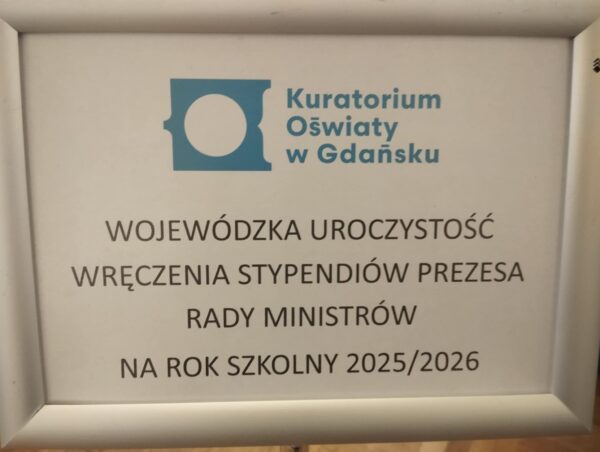 Kuratorium
Oświaty
w Gdańsku
WOJEWÓDZKA UROCZYSTOŚĆ
WRĘCZENIA STYPENDIÓW PREZESA
RADY MINISTRÓW
NA ROK SZKOLNY 2025/2026